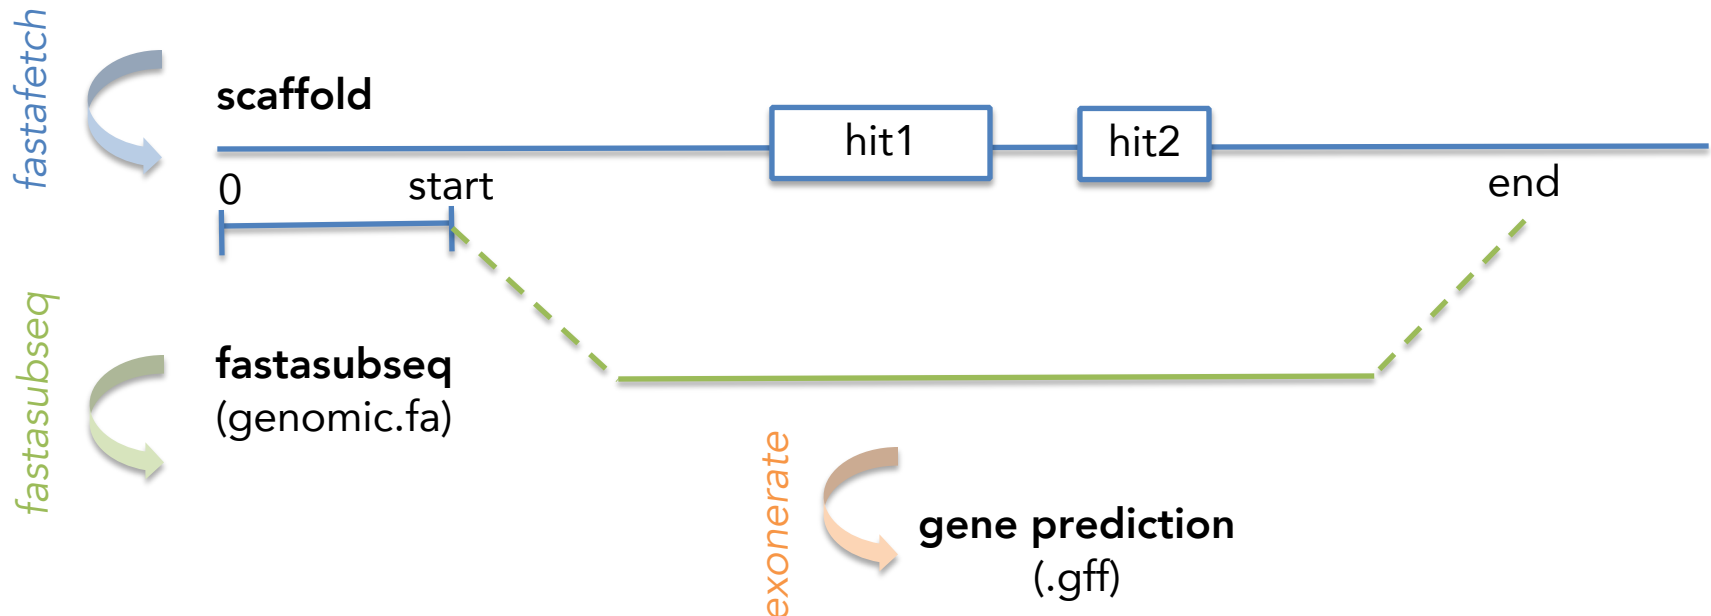 fastafetch
scaffold
hit1
hit2
0
start
end
fastasubseq
fastasubseq
(genomic.fa)
exonerate
gene prediction
(.gff)